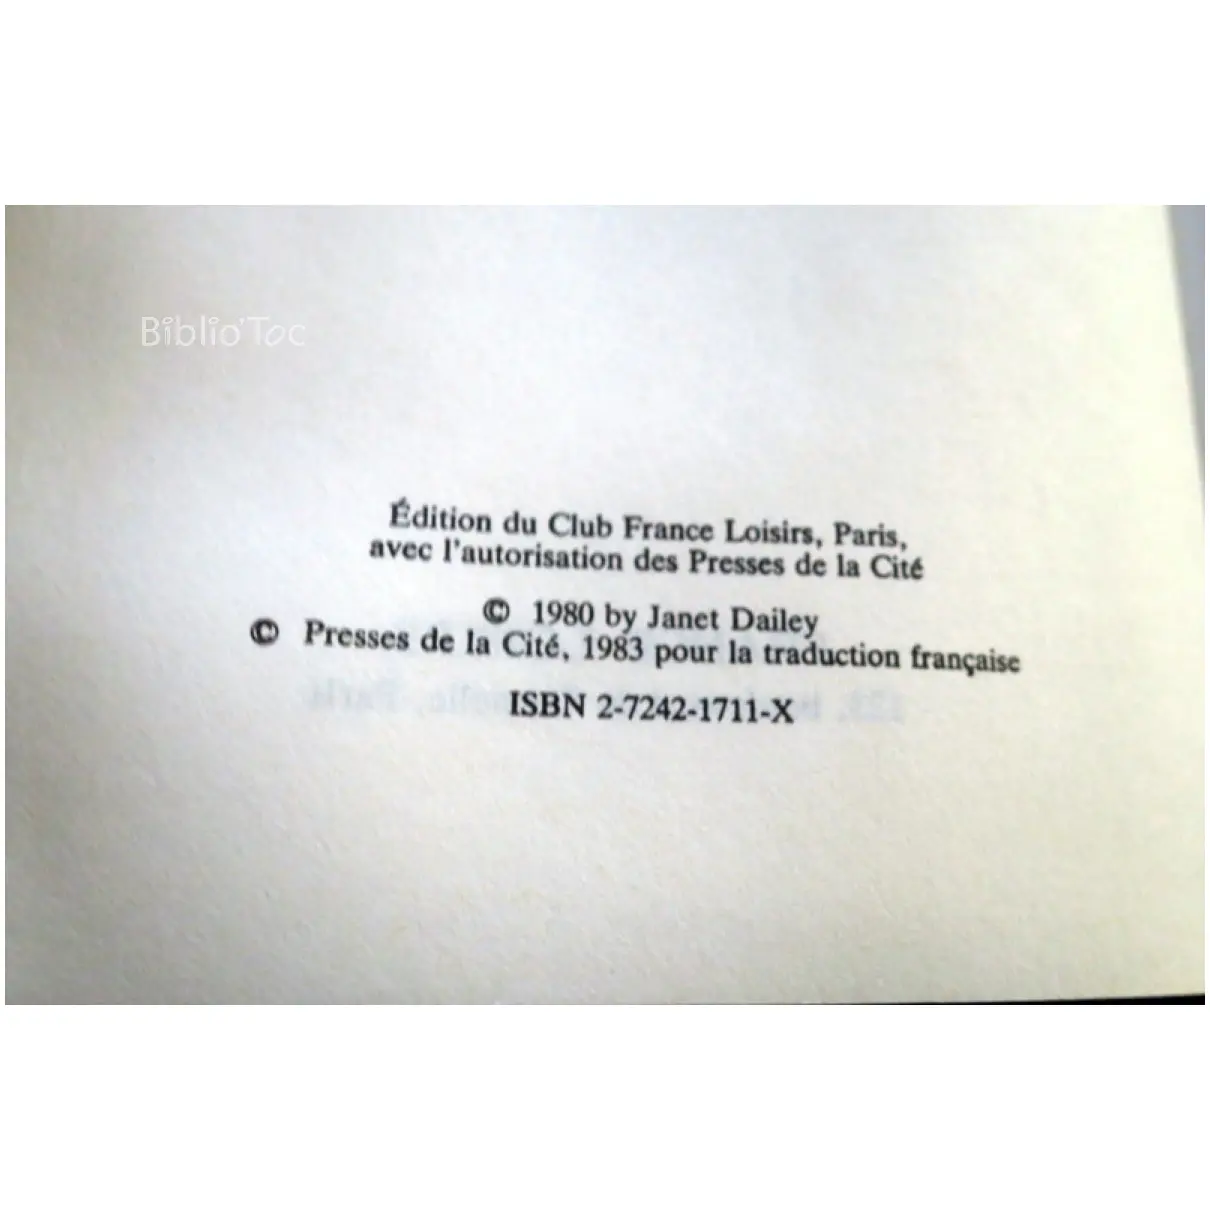 Biblio'Toc
Édition du Club France Loisirs, Paris,
avec l'autorisation des Presses de la Cité
© 1980 by Janet Dailey
© Presses de la Cité, 1983 pour la traduction française
ISBN 2-7242-1711-X